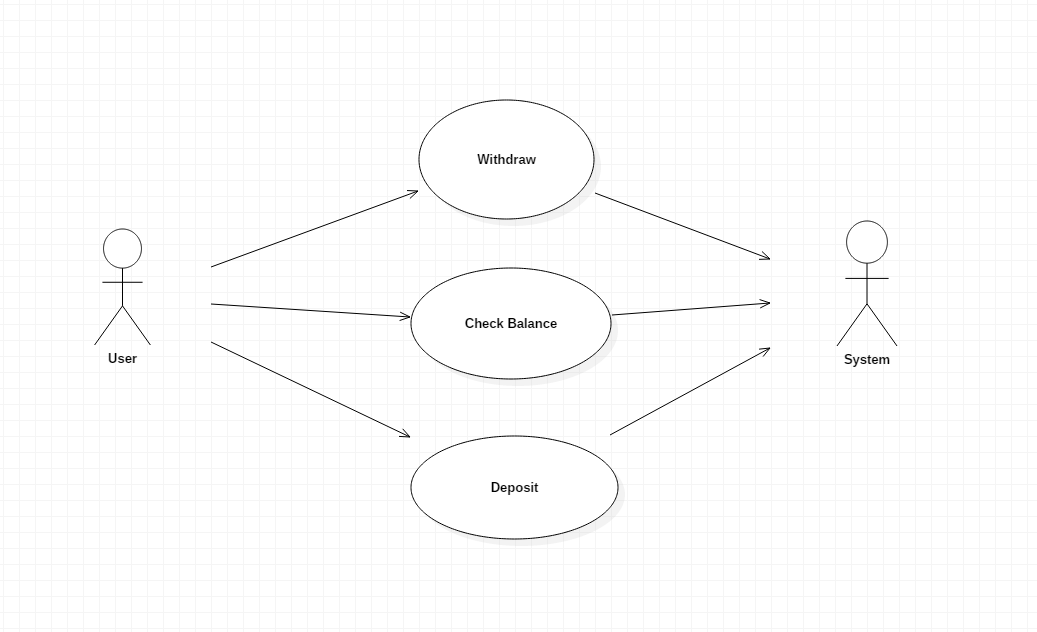 Withdraw
User
Check Balance
System
Deposit